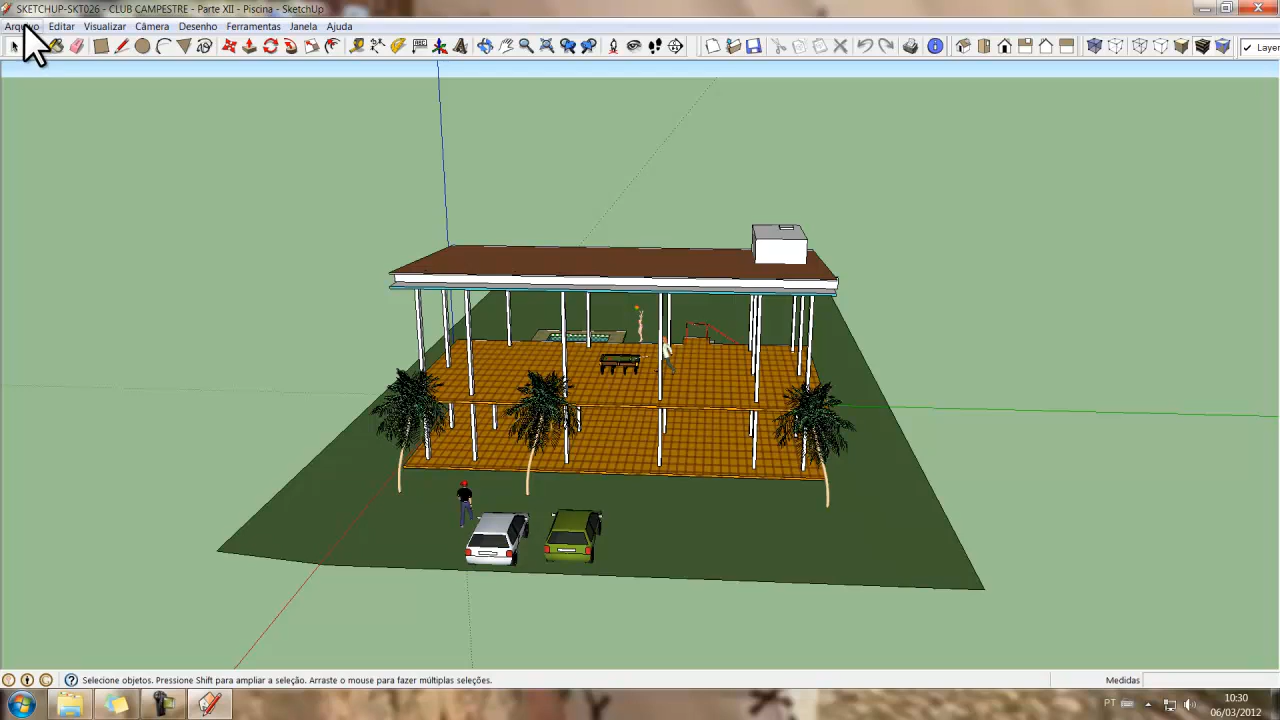 SKETCHUP-SKT026 - CLUB CAMPESTRE - Parte XII - Piscina - SketchUp
Arquivo Editar Visualizar Câmera Desenho Ferramentas Janela Ajuda
Layer
Selecione objetos. Pressione Shift para ampliar a seleção. Arraste o mouse para fazer múltiplas seleções.
Medidas
PT
10:30
06/03/2012